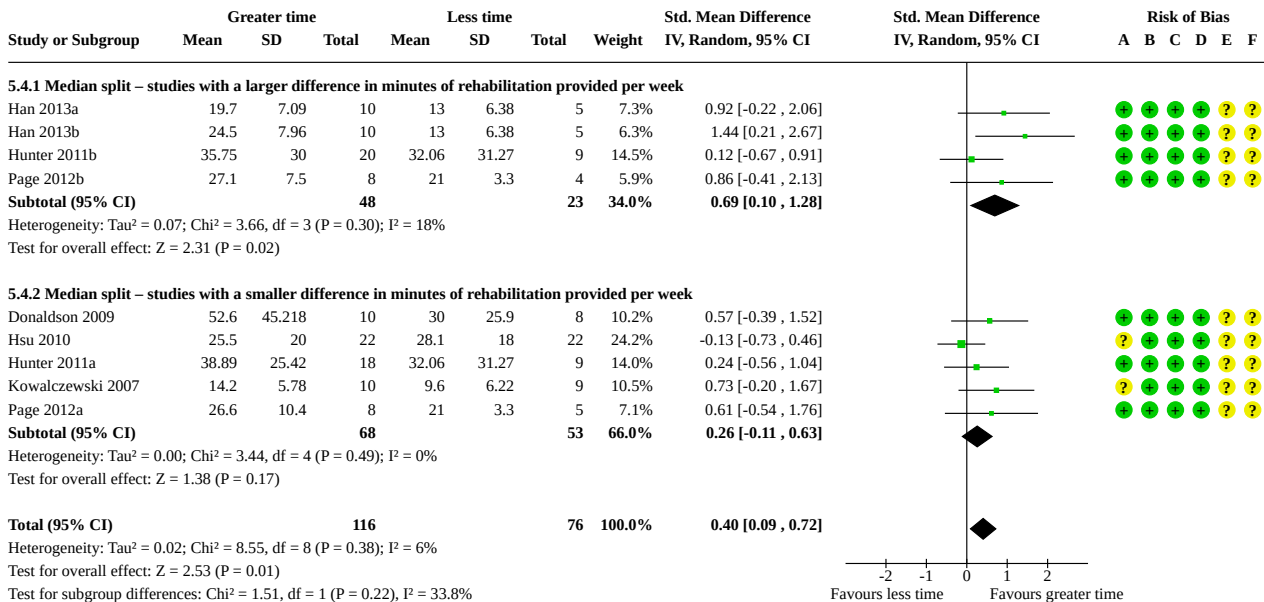 Greater time Less time Std. Mean Difference Std. Mean Difference Risk of Bias
Study or Subgroup Mean SD Total Mean SD Total Weight IV, Random, 95% CI IV, Random, 95% CI A B C D E F
5.4.1 Median split – studies with a larger difference in minutes of rehabilitation provided per week
Han 2013a 19.7 7.09 10 13 6.38 5 7.3% 0.92 [-0.22 , 2.06] + + + + ? ?
Han 2013b 24.5 7.96 10 13 6.38 5 6.3% 1.44 [0.21 , 2.67] + + + + ? ?
Hunter 2011b 35.75 30 20 32.06 31.27 9 14.5% 0.12 [-0.67 , 0.91] + + + + ? ?
Page 2012b 27.1 7.5 8 21 3.3 4 5.9% 0.86 [-0.41 , 2.13] + + + + ? ?
Subtotal (95% CI) 48 23 34.0% 0.69 [0.10 , 1.28]
Heterogeneity: Tau² = 0.07; Chi² = 3.66, df = 3 (P = 0.30); I² = 18%
Test for overall effect: Z = 2.31 (P = 0.02)
5.4.2 Median split – studies with a smaller difference in minutes of rehabilitation provided per week
Donaldson 2009 52.6 45.218 10 30 25.9 8 10.2% 0.57 [-0.39 , 1.52] + + + + ? ?
Hsu 2010 25.5 20 22 28.1 18 22 24.2% -0.13 [-0.73 , 0.46] ? + + + ? ?
Hunter 2011a 38.89 25.42 18 32.06 31.27 9 14.0% 0.24 [-0.56 , 1.04] + + + + ? ?
Kowalczewski 2007 14.2 5.78 10 9.6 6.22 9 10.5% 0.73 [-0.20 , 1.67] ? + + + ? ?
Page 2012a 26.6 10.4 8 21 3.3 5 7.1% 0.61 [-0.54 , 1.76] + + + + ? ?
Subtotal (95% CI) 68 53 66.0% 0.26 [-0.11 , 0.63]
Heterogeneity: Tau² = 0.00; Chi² = 3.44, df = 4 (P = 0.49); I² = 0%
Test for overall effect: Z = 1.38 (P = 0.17)
Total (95% CI) 116 76 100.0% 0.40 [0.09 , 0.72]
Heterogeneity: Tau² = 0.02; Chi² = 8.55, df = 8 (P = 0.38); I² = 6%
Test for overall effect: Z = 2.53 (P = 0.01)
-2 -1 0 1 2
Test for subgroup differences: Chi² = 1.51, df = 1 (P = 0.22), I² = 33.8% Favours less time Favours greater time